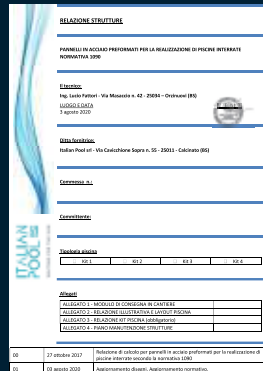 RELAZIONE STRUTTURE
PANNELLI IN ACCIAIO PREFORMATI PER LA REALIZZAZIONE DI PISCINE INTERRATE
NORMATIVA 1090
Il tecnico:
Ing. Lucio Fattori - Via Masaccio n. 42 - 25034 – Orzinuovi (BS)
LUOGO E DATA
3 agosto 2020
Ditta fornitrice:
Italian Pool srl - Via Cavicchione Sopra n. 55 - 25011 - Calcinato (BS)
Commessa n.:
Committente:
Tipologia piscina
Kit 1 Kit 2 Kit 3 Kit 4
ITALIAN
POOL
Allegati
ALLEGATO 1 - MODULO DI CONSEGNA IN CANTIERE
ALLEGATO 2 - RELAZIONE ILLUSTRATIVA E LAYOUT PISCINA
ALLEGATO 3 - RELAZIONE KIT PISCINA (obbligatorio)
ALLEGATO 4 - PIANO MANUTENZIONE STRUTTURE
00 27 ottobre 2017 Relazione di calcolo per pannelli in acciaio preformati per la realizzazione di
piscine interrate secondo la normativa 1090
01 03 agosto 2020 Aggiornamento disegni. Aggiornamento normativo.